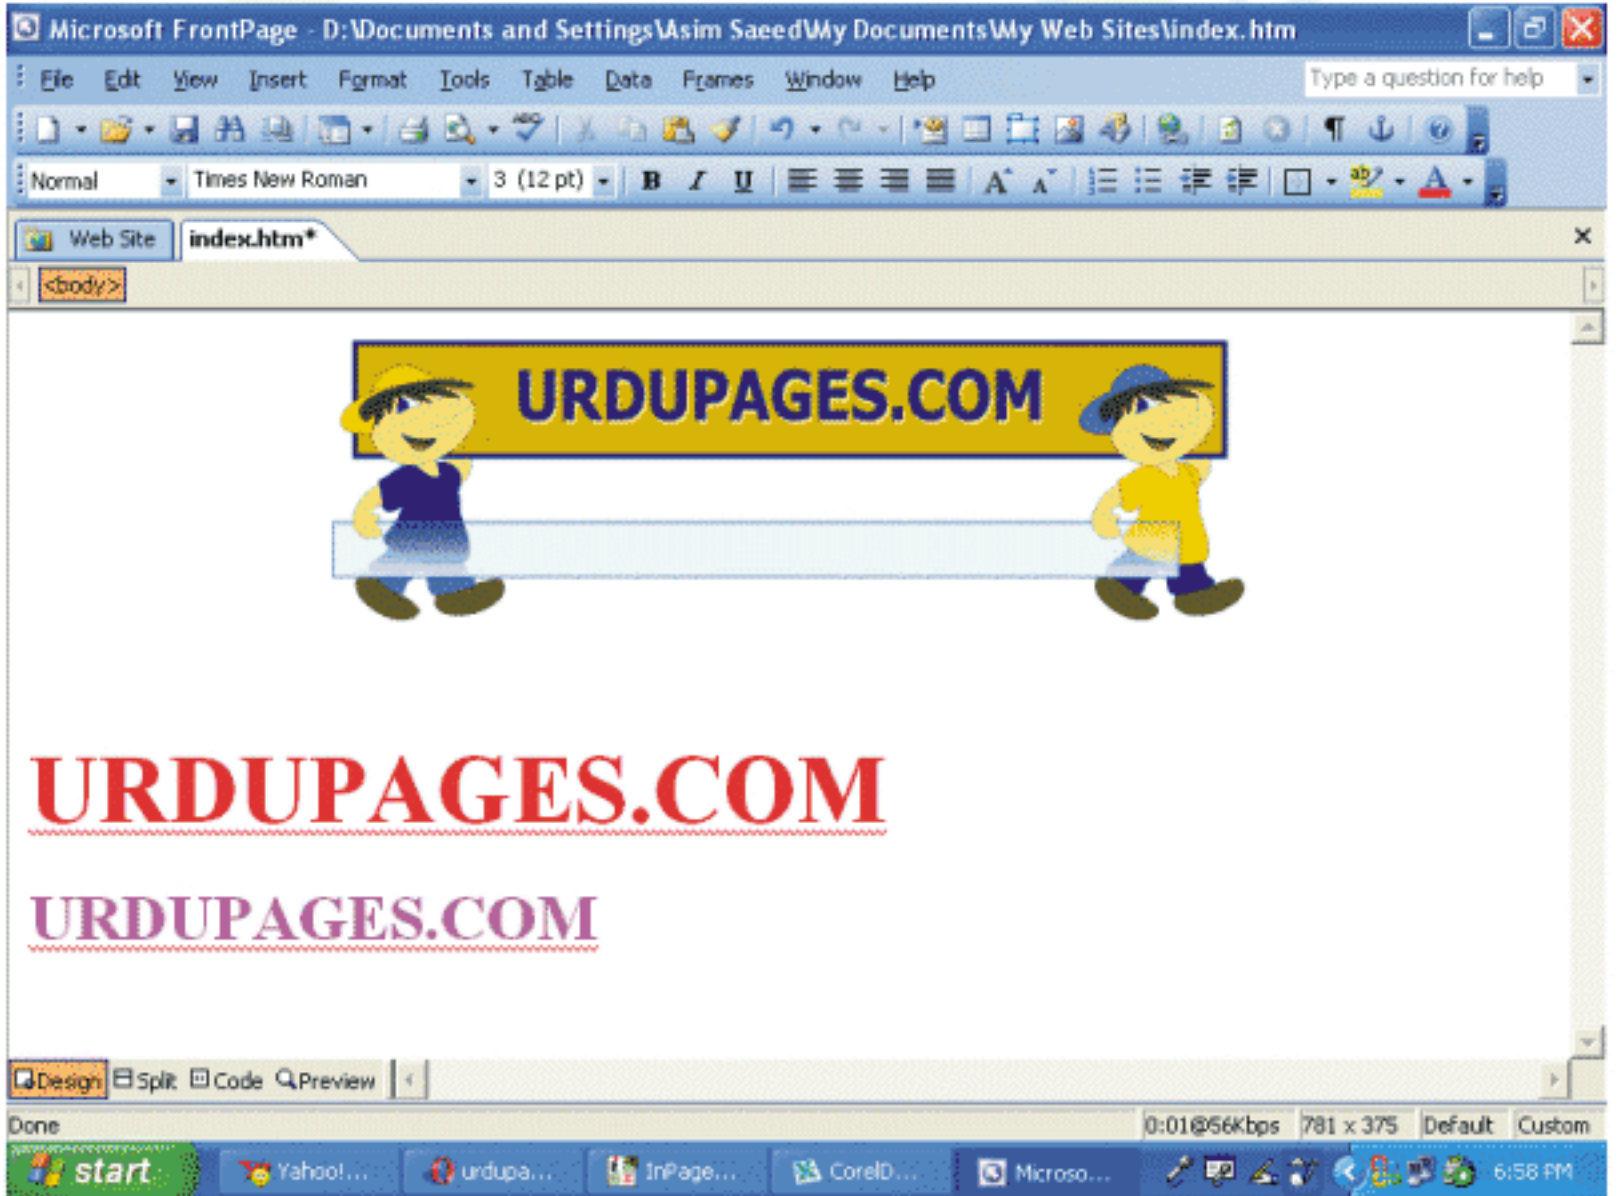 Microsoft FrontPage - D:\Documents and Settings\Asim Saeed\My Documents\My Web Sites\index.htm
File Edit View Insert Format Tools Table Data Frames Window Help Type a question for help
Normal Times New Roman 3 (12 pt) B I U A A ab A
Web Site index.htm*
<body>
URDUPAGES.COM
URDUPAGES.COM
URDUPAGES.COM
Design Split Code Preview
Done 0:01@56Kbps 781 x 375 Default Custom
start Yahoo!... urdupa... InPage... CorelD... Microso... 6:58 PM